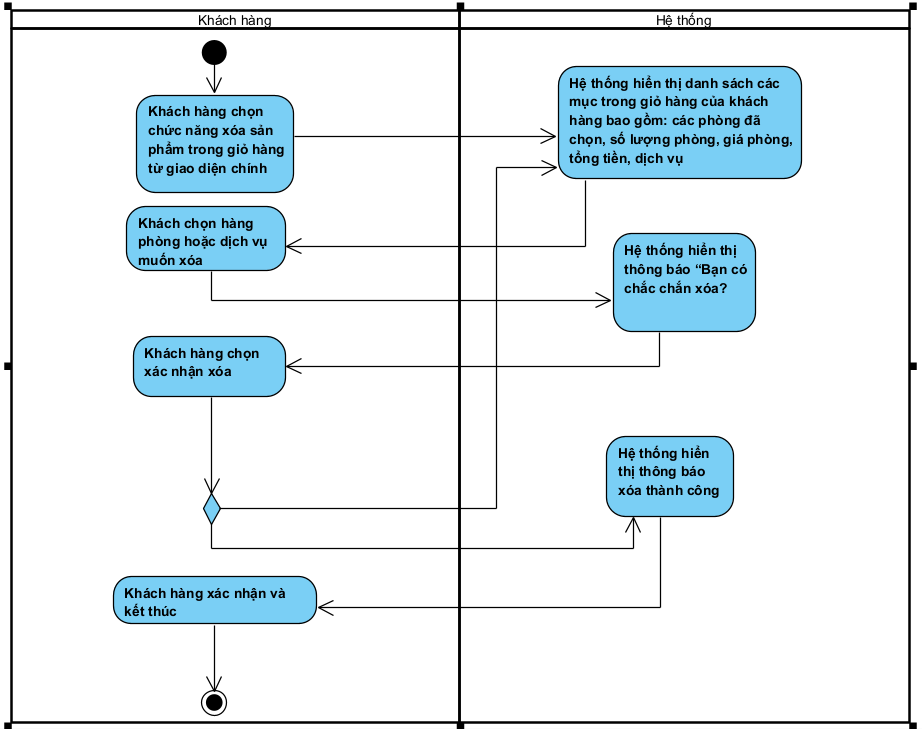 Khách hàng
Hệ thống
Khách hàng chọn
chức năng xóa sản
phẩm trong giỏ hàng
từ giao diện chính
Hệ thống hiển thị danh sách các
mục trong giỏ hàng của khách
hàng bao gồm: các phòng đã
chọn, số lượng phòng, giá phòng,
tổng tiền, dịch vụ
Khách chọn hàng
phòng hoặc dịch vụ
muốn xóa
Hệ thống hiển thị
thông báo “Bạn có
chắc chắn xóa?
Khách hàng chọn
xác nhận xóa
Hệ thống hiển
thị thông báo
xóa thành công
Khách hàng xác nhận và
kết thúc